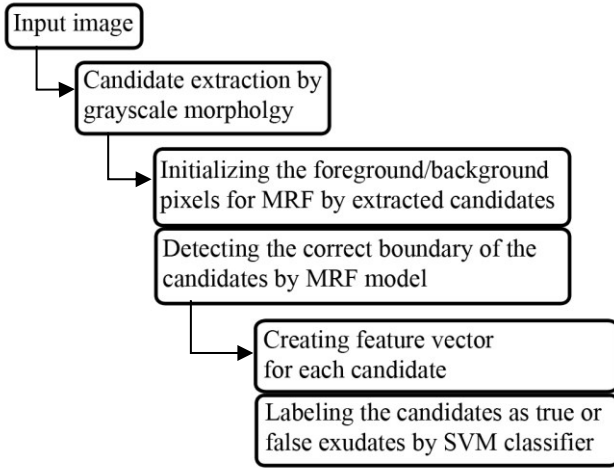 Input image
Candidate extraction by
grayscale morpholgy
Initializing the foreground/background
pixels for MRF by extracted candidates
Detecting the correct boundary of the
candidates by MRF model
Creating feature vector
for each candidate
Labeling the candidates as true or
false exudates by SVM classifier